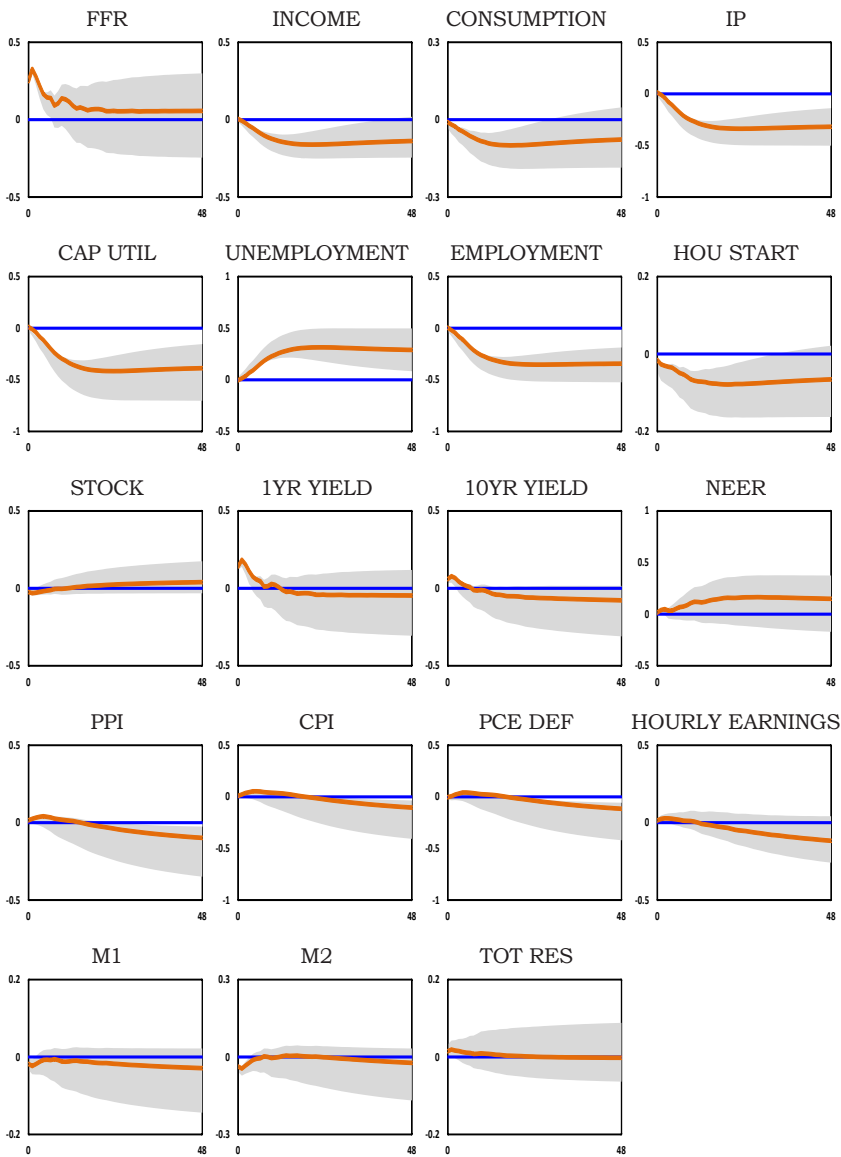 FFR INCOME CONSUMPTION IP
0.5 0.5 0.3 0.5
0 0 0 0
-0.5
-0.5 -0.5 -0.3 -1
0 48 0 48 0 48 0 48
CAP UTIL UNEMPLOYMENT EMPLOYMENT HOU START
0.5 1 0.5 0.2
0 0.5 0 0
-0.5 0 -0.5
-1 -0.5 -1 -0.2
0 48 0 48 0 48 0 48
STOCK 1YR YIELD 10YR YIELD NEER
0.5 0.5 0.5 1
0 0 0 0.5
0
-0.5 -0.5 -0.5 -0.5
0 48 0 48 0 48 0 48
PPI CPI PCE DEF HOURLY EARNINGS
0.5 0.5 0.5 0.5
0 0 0 0
-0.5 -0.5
-0.5 -1 -1 -0.5
0 48 0 48 0 48 0 48
M1 M2 TOT RES
0.2 0.3 0.2
0 0 0
-0.2 -0.3 -0.2
0 48 0 48 0 48